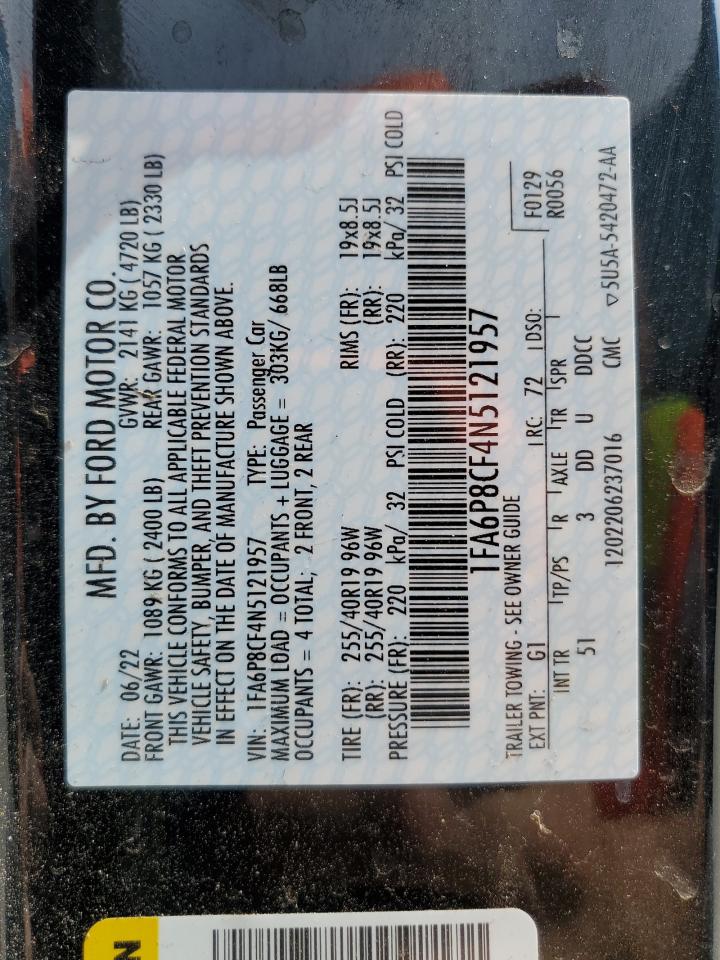 MFD. BY FORD MOTOR CO.
DATE: 06/22 GVWR: 2141 KG ( 4720 LB)
FRONT GAWR: 1089 KG ( 2400 LB) REAR GAWR: 1057 KG ( 2330 LB)
THIS VEHICLE CONFORMS TO ALL APPLICABLE FEDERAL MOTOR
VEHICLE SAFETY, BUMPER, AND THEFT PREVENTION STANDARDS
IN EFFECT ON THE DATE OF MANUFACTURE SHOWN ABOVE.
VIN: 1FA6P8CF4N5121957 TYPE: Passenger Car
MAXIMUM LOAD = OCCUPANTS + LUGGAGE = 303KG/ 668LB
OCCUPANTS = 4 TOTAL; 2 FRONT, 2 REAR
TIRE (FR): 255/40R19 96W RIMS (FR): 19x8.5J
(RR): 255/40R19 96W (RR): 19x8.5J
PRESSURE (FR): 220 kPa/ 32 PSI COLD (RR): 220 kPa/ 32 PSI COLD
1FA6P8CF4N5121957
TRAILER TOWING - SEE OWNER GUIDE F0129
EXT PNT: G1 RC: 72 DSO: R0056
INT TR TP/PS R AXLE TR SPR
51 3 DD U DDCC
1202206237016 CMC ▽5U5A-5420472-AA
N